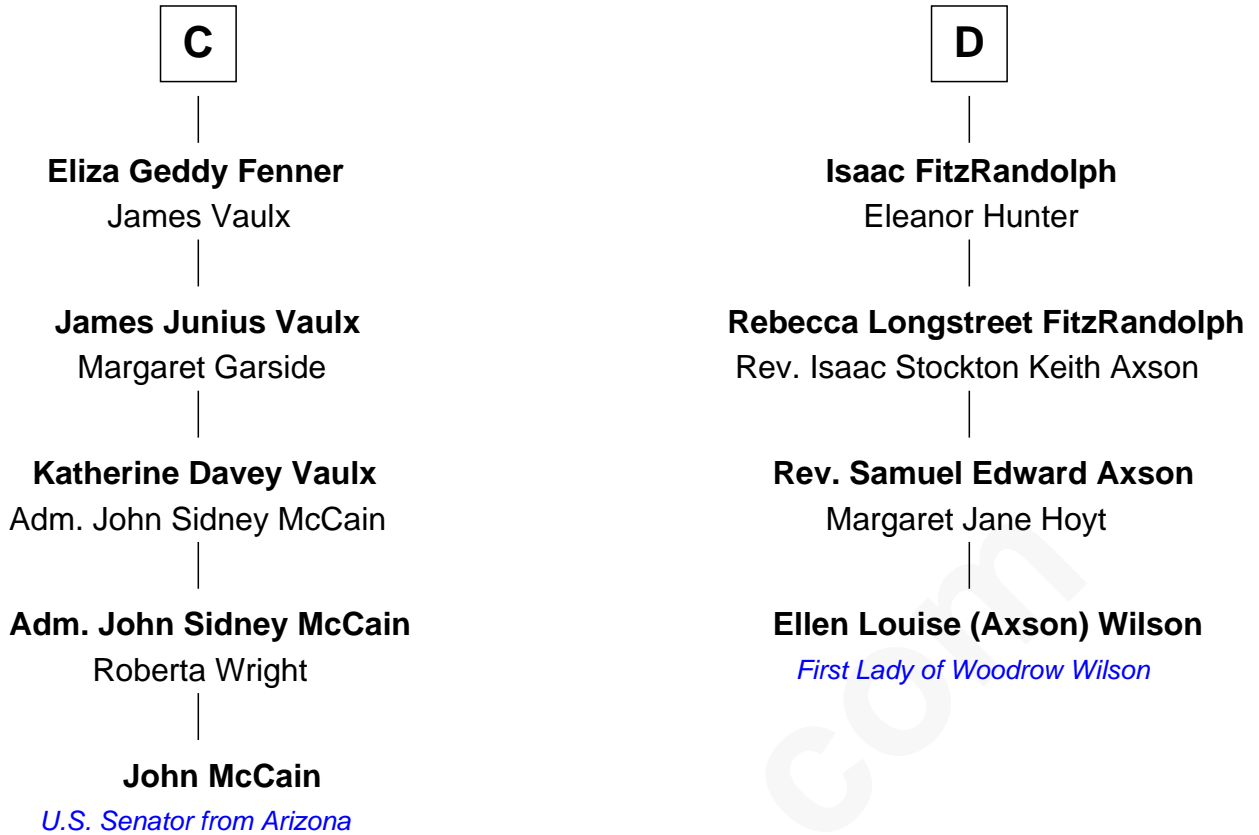 C
Eliza Geddy Fenner
James Vaulx
James Junius Vaulx
Margaret Garside
Katherine Davey Vaulx
Adm. John Sidney McCain
Adm. John Sidney McCain
Roberta Wright
John McCain
U.S. Senator from Arizona
D
Isaac FitzRandolph
Eleanor Hunter
Rebecca Longstreet FitzRandolph
Rev. Isaac Stockton Keith Axson
Rev. Samuel Edward Axson
Margaret Jane Hoyt
Ellen Louise (Axson) Wilson
First Lady of Woodrow Wilson
com